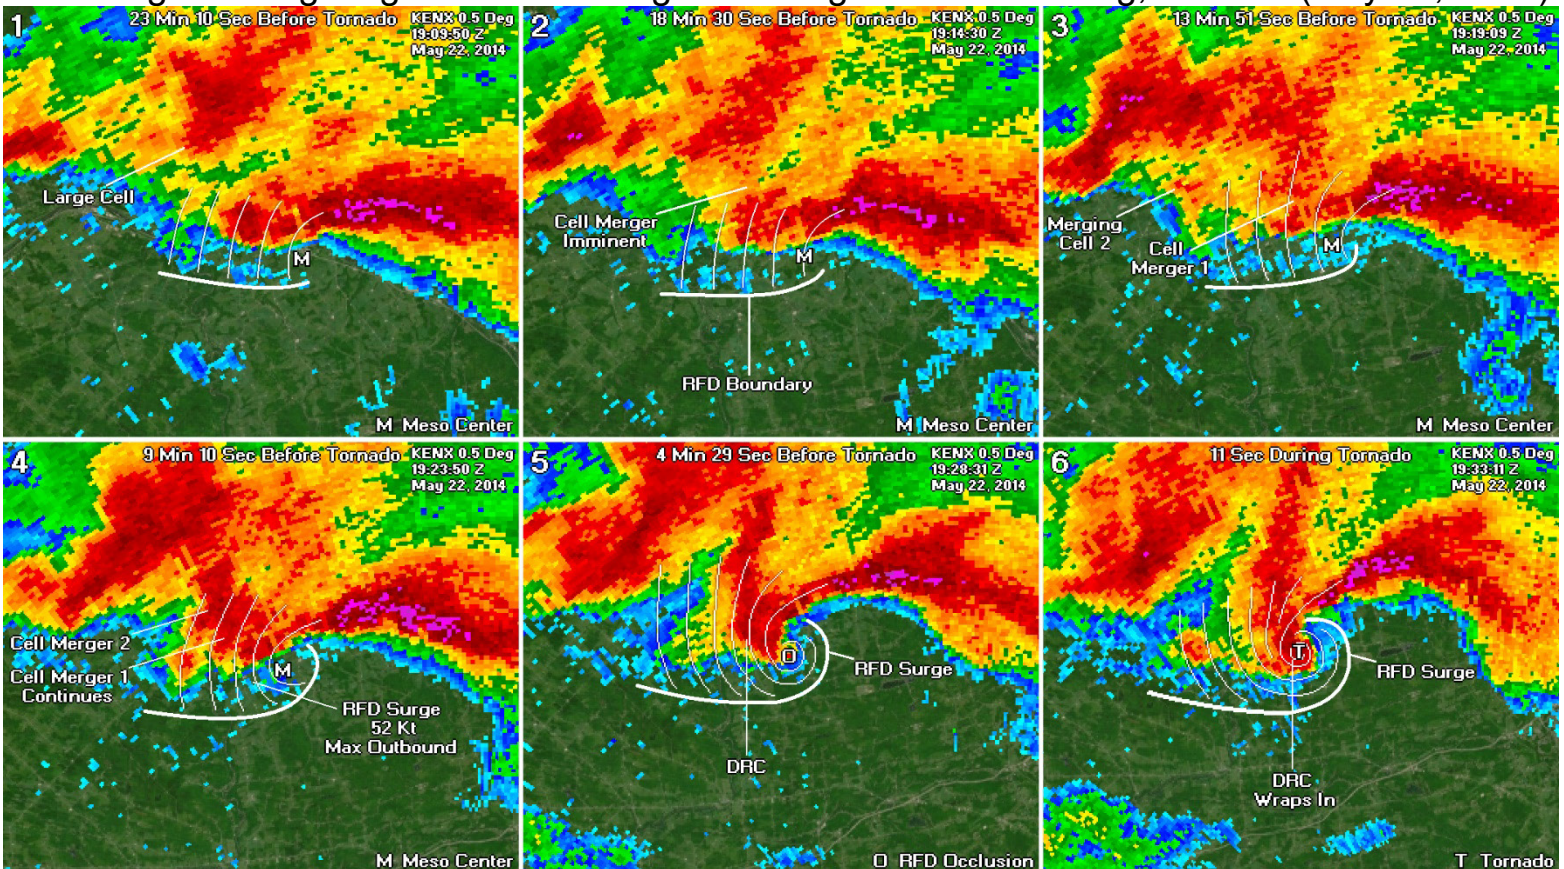 1
23 Min 10 Sec Before Tornado
KENX 0.5 Deg
19:09:50 Z
May 22, 2014
Large Cell
M
M Meso Center
2
18 Min 30 Sec Before Tornado
KENX 0.5 Deg
19:14:30 Z
May 22, 2014
Cell Merger
Imminent
M
RFD Boundary
M Meso Center
3
13 Min 51 Sec Before Tornado
KENX 0.5 Deg
19:19:09 Z
May 22, 2014
Merging
Cell 2
Cell
Merger 1
M
M Meso Center
4
9 Min 10 Sec Before Tornado
KENX 0.5 Deg
19:23:50 Z
May 22, 2014
Cell Merger 2
Cell Merger 1
Continues
M
RFD Surge
52 Kt
Max Outbound
M Meso Center
5
4 Min 29 Sec Before Tornado
KENX 0.5 Deg
19:28:31 Z
May 22, 2014
O
RFD Surge
DRC
O RFD Occlusion
6
11 Sec During Tornado
KENX 0.5 Deg
19:33:11 Z
May 22, 2014
T
RFD Surge
DRC
Wraps In
T Tornado